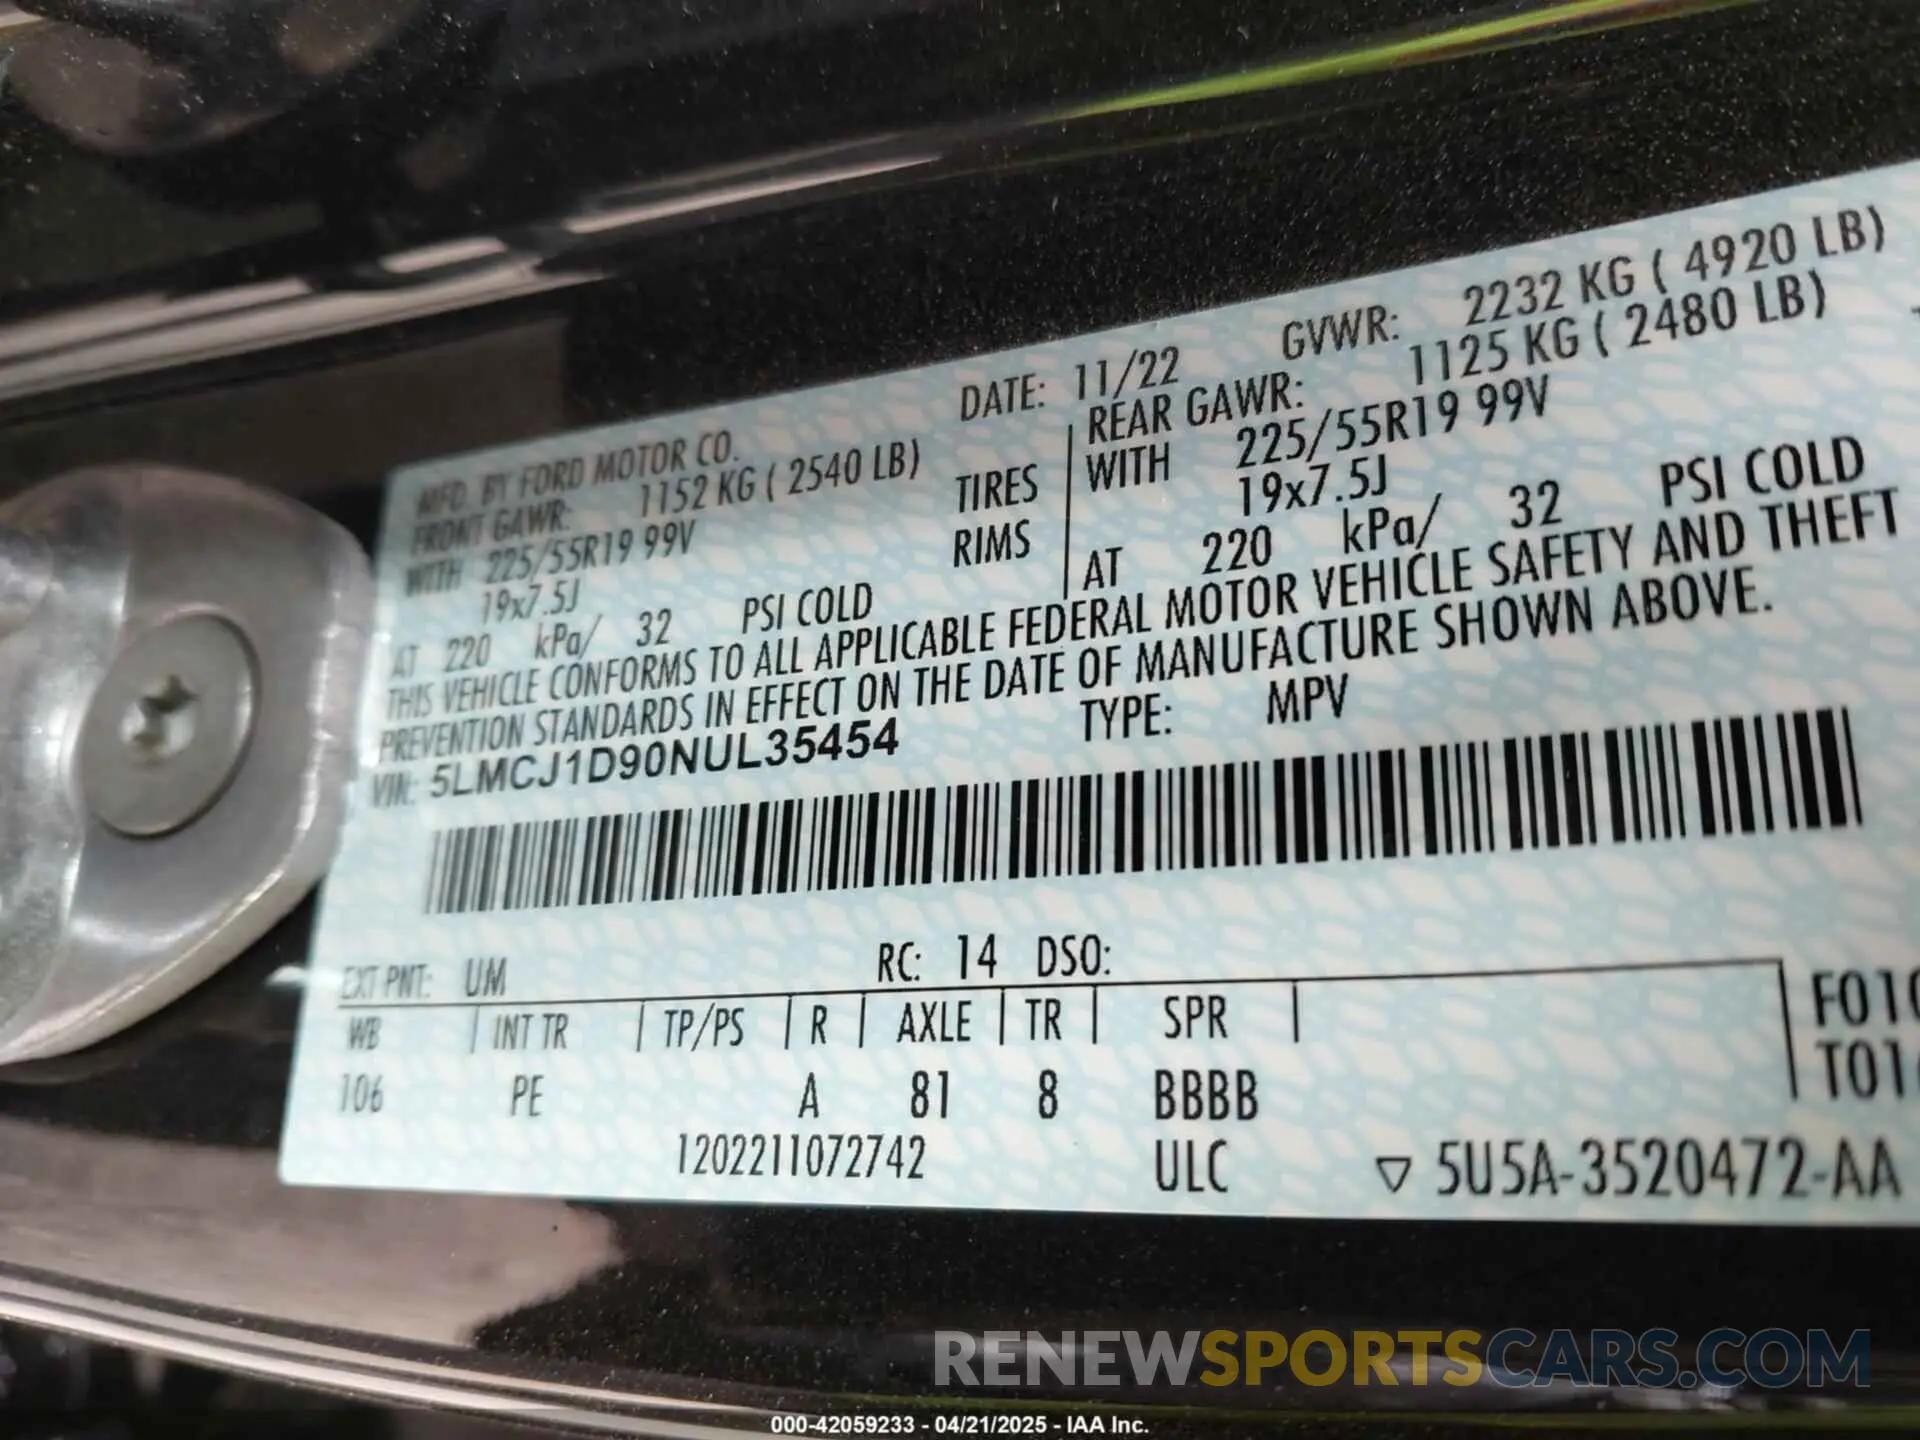 MFD. BY FORD MOTOR CO.
DATE: 11/22
GVWR: 2232 KG ( 4920 LB)
FRONT GAWR: 1152 KG ( 2540 LB)
REAR GAWR: 1125 KG ( 2480 LB)
WITH 225/55R19 99V
TIRES
WITH 225/55R19 99V
19x7.5J
RIMS
19x7.5J
AT 220 kPa/ 32 PSI COLD
AT 220 kPa/ 32 PSI COLD
THIS VEHICLE CONFORMS TO ALL APPLICABLE FEDERAL MOTOR VEHICLE SAFETY AND THEFT
PREVENTION STANDARDS IN EFFECT ON THE DATE OF MANUFACTURE SHOWN ABOVE.
VIN: 5LMCJ1D90NUL35454
TYPE: MPV
EXT PNT: UM
RC: 14 DSO:
WB | INT TR | TP/PS | R | AXLE | TR | SPR |
106 PE A 81 8 BBBB
1202211072742
ULC
▽ 5U5A-3520472-AA
RENEWSPORTSCARS.COM
000-42059233 - 04/21/2025 - IAA Inc.